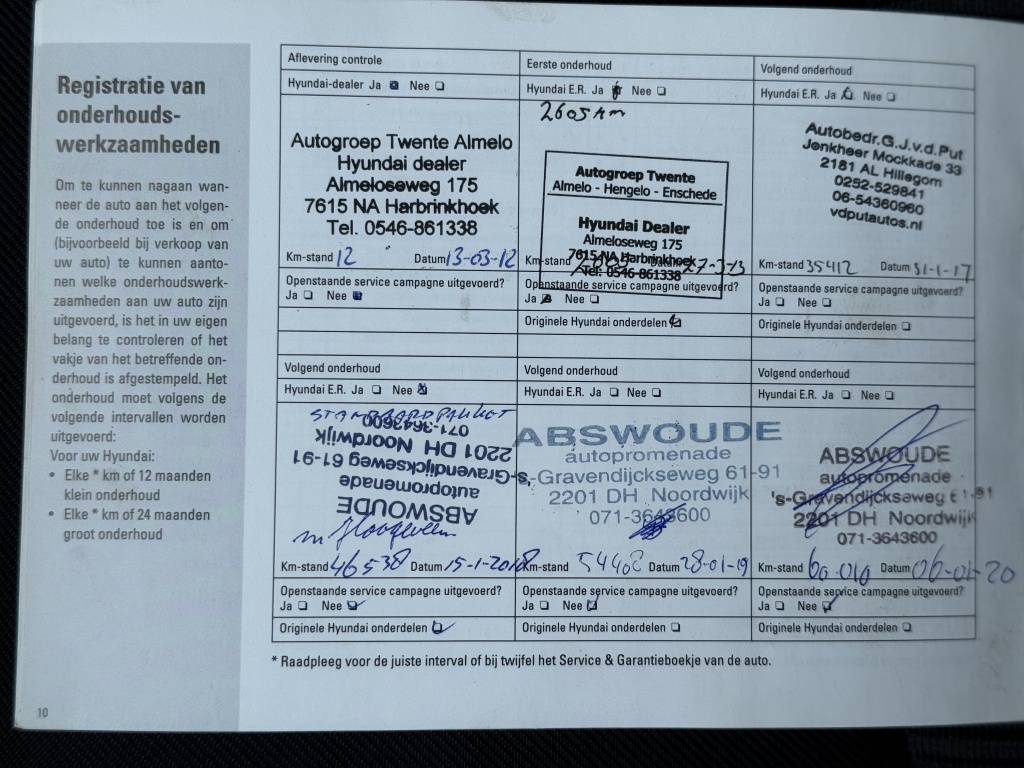 Registratie van
onderhouds-
werkzaamheden
Om te kunnen nagaan wan-
neer de auto aan het volgen-
de onderhoud toe is en om
(bijvoorbeeld bij verkoop van
uw auto) te kunnen aanto-
nen welke onderhoudswerk-
zaamheden aan uw auto zijn
uitgevoerd, is het in uw eigen
belang te controleren of het
vakje van het betreffende on-
derhoud is afgestempeld. Het
onderhoud moet volgens de
volgende intervallen worden
uitgevoerd:
Voor uw Hyundai:
• Elke * km of 12 maanden
klein onderhoud
• Elke * km of 24 maanden
groot onderhoud
10
Aflevering controle
Hyundai-dealer Ja Nee
Autogroep Twente Almelo
Hyundai dealer
Almeloseweg 175
7615 NA Harbrinkhoek
Tel. 0546-861338
Km-stand 12 Datum 13-03-12
Openstaande service campagne uitgevoerd?
Ja Nee
Eerste onderhoud
Hyundai E.R. Ja Nee
2605 km
Autogroep Twente
Almelo - Hengelo - Enschede
Hyundai Dealer
Almeloseweg 175
7615 NA Harbrinkhoek
Tel: 0546-861338
Km-stand Datum 27-3-13
Openstaande service campagne uitgevoerd?
Ja Nee
Originele Hyundai onderdelen
Volgend onderhoud
Hyundai E.R. Ja Nee
Autobedr.G.J.v.d.Put
Jonkheer Mockkade 33
2181 AL Hillegom
0252-529841
06-54360960
vdputautos.nl
Km-stand 35412 Datum 31-1-17
Openstaande service campagne uitgevoerd?
Ja Nee
Originele Hyundai onderdelen
Volgend onderhoud
Hyundai E.R. Ja Nee
STANDAARDPAKKET
ABSWOUDE
autopromenade
's-Gravendijckseweg 61-91
2201 DH Noordwijk
071-3643600
Km-stand 46538 Datum 15-1-2018
Openstaande service campagne uitgevoerd?
Ja Nee
Originele Hyundai onderdelen
Volgend onderhoud
Hyundai E.R. Ja Nee
ABSWOUDE
autopromenade
's-Gravendijckseweg 61-91
2201 DH Noordwijk
071-3643600
Km-stand 54408 Datum 28-01-19
Openstaande service campagne uitgevoerd?
Ja Nee
Originele Hyundai onderdelen
Volgend onderhoud
Hyundai E.R. Ja Nee
ABSWOUDE
autopromenade
's-Gravendijckseweg 61-91
2201 DH Noordwijk
071-3643600
Km-stand 60.010 Datum 06-01-20
Openstaande service campagne uitgevoerd?
Ja Nee
Originele Hyundai onderdelen
* Raadpleeg voor de juiste interval of bij twijfel het Service & Garantieboekje van de auto.